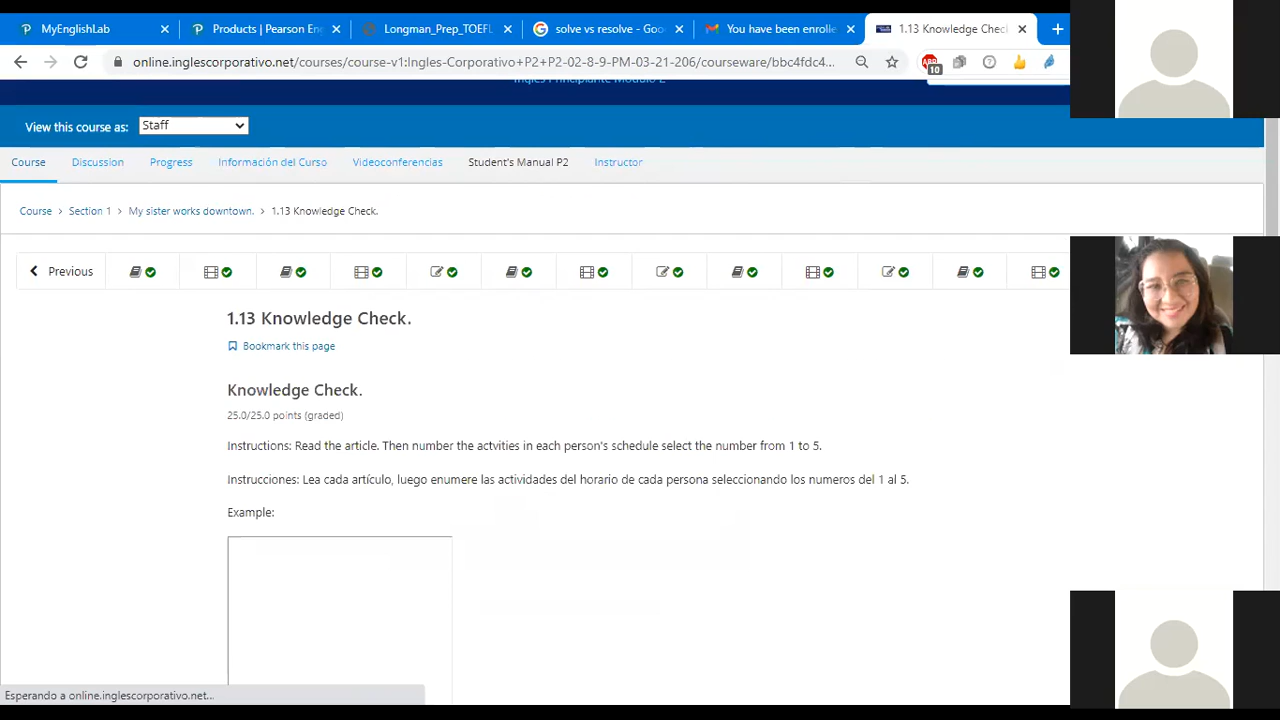 MyEnglishLab
Products | Pearson En
Longman_Prep_TOEFL
solve vs resolve - Goo
You have been enrolle
1.13 Knowledge Chec
online.inglescorporativo.net/courses/course-v1:Ingles-Corporativo+P2+P2-02-8-9-PM-03-21-206/courseware/bbc4fdc4...
10
Ingles Principiante Modulo 2
View this course as:
Staff
Course
Discussion
Progress
Información del Curso
Videoconferencias
Student's Manual P2
Instructor
Course > Section 1 > My sister works downtown. > 1.13 Knowledge Check.
Previous
1.13 Knowledge Check.
Bookmark this page
Knowledge Check.
25.0/25.0 points (graded)
Instructions: Read the article. Then number the actvities in each person's schedule select the number from 1 to 5.
Instrucciones: Lea cada artículo, luego enumere las actividades del horario de cada persona seleccionando los numeros del 1 al 5.
Example:
Esperando a online.inglescorporativo.net...